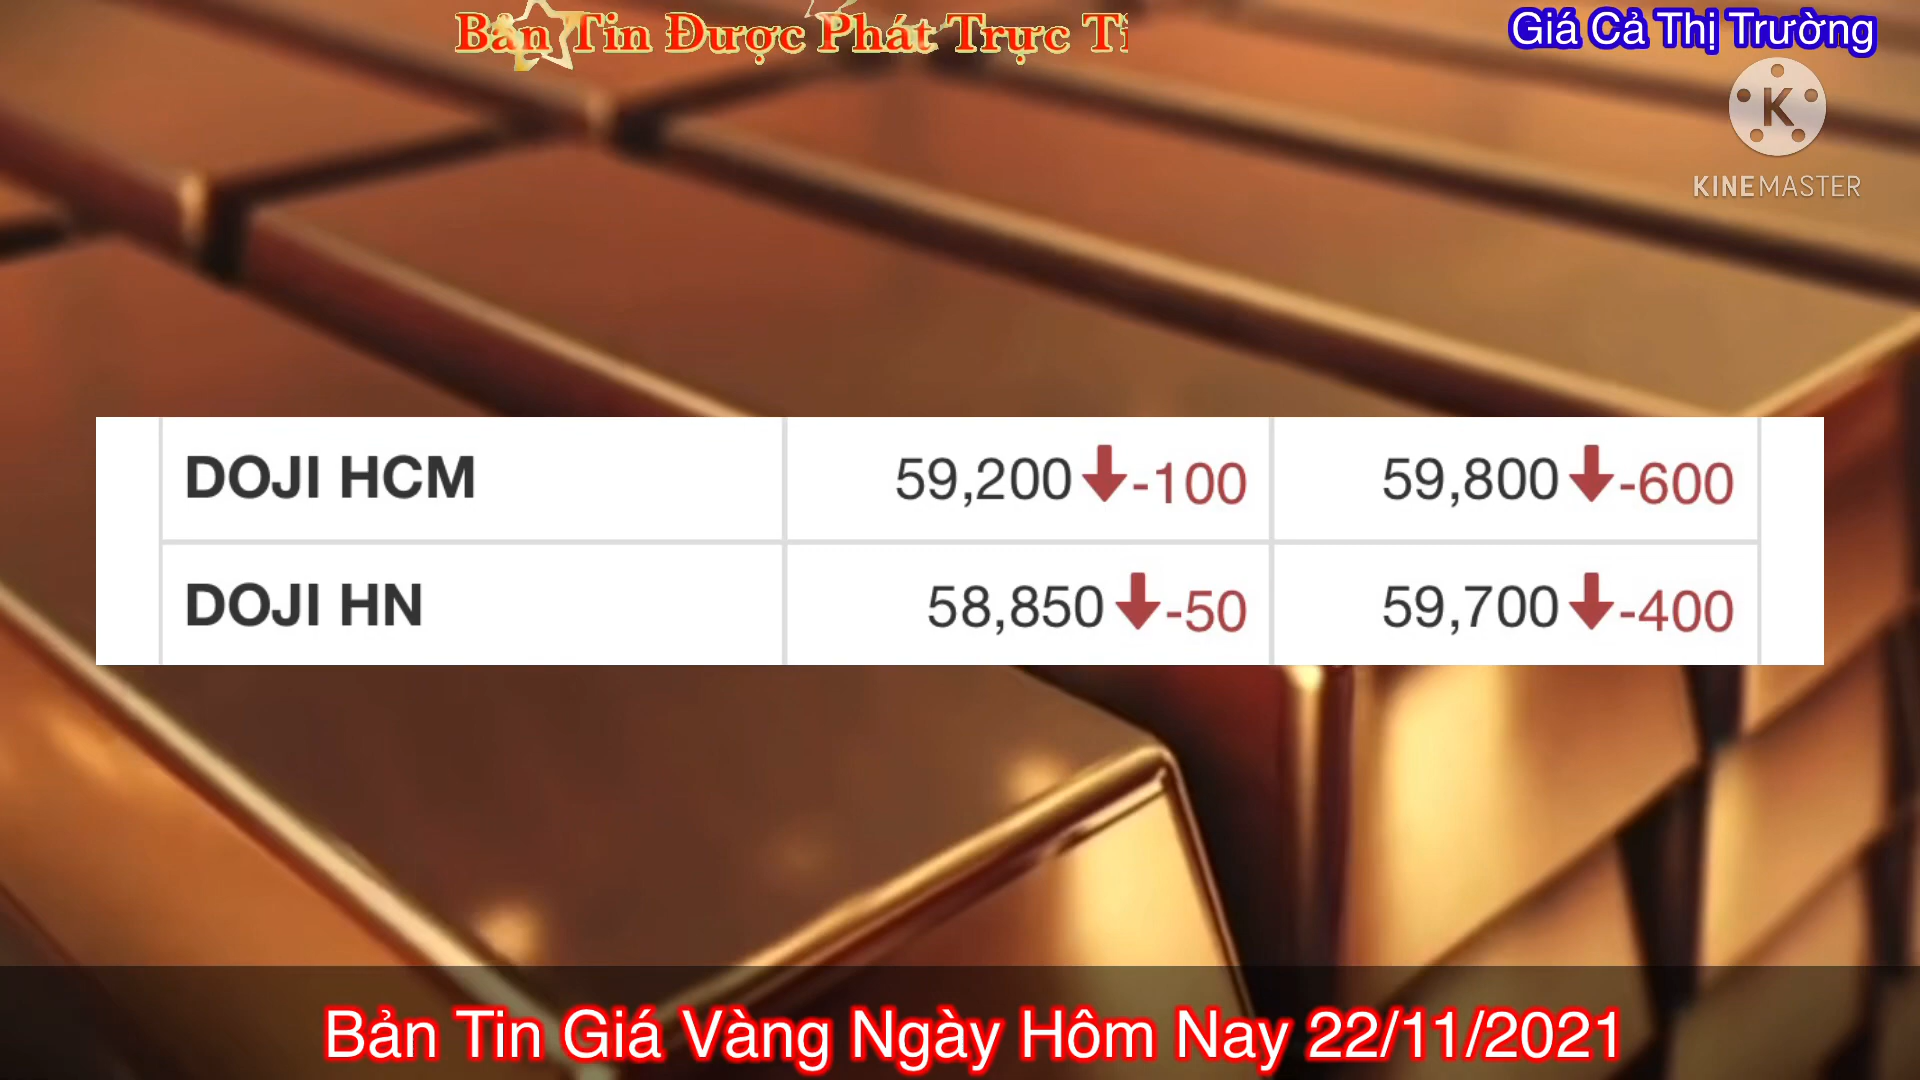 Bản Tin Được Phát Trực
Giá Cả Thị Trường
K
KINEMASTER
DOJI HCM 59,200 -100 59,800 -600
DOJI HN 58,850 -50 59,700 -400
Bản Tin Giá Vàng Ngày Hôm Nay 22/11/2021